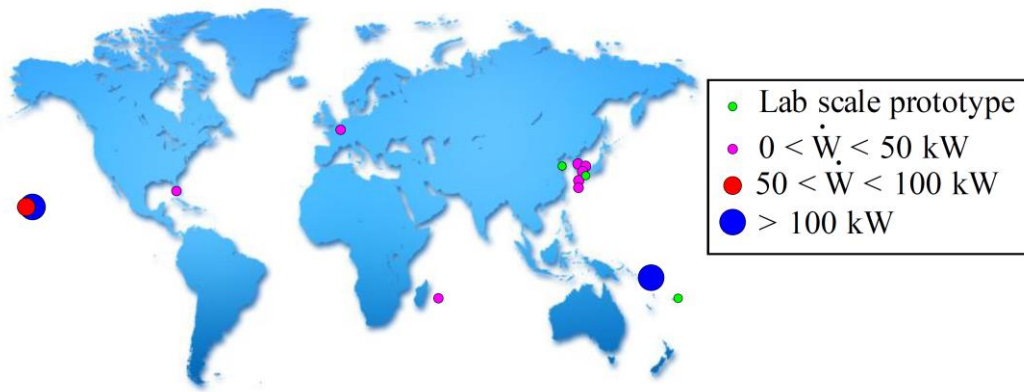 Lab scale prototype
0 < Ẇ < 50 kW
50 < Ẇ < 100 kW
> 100 kW